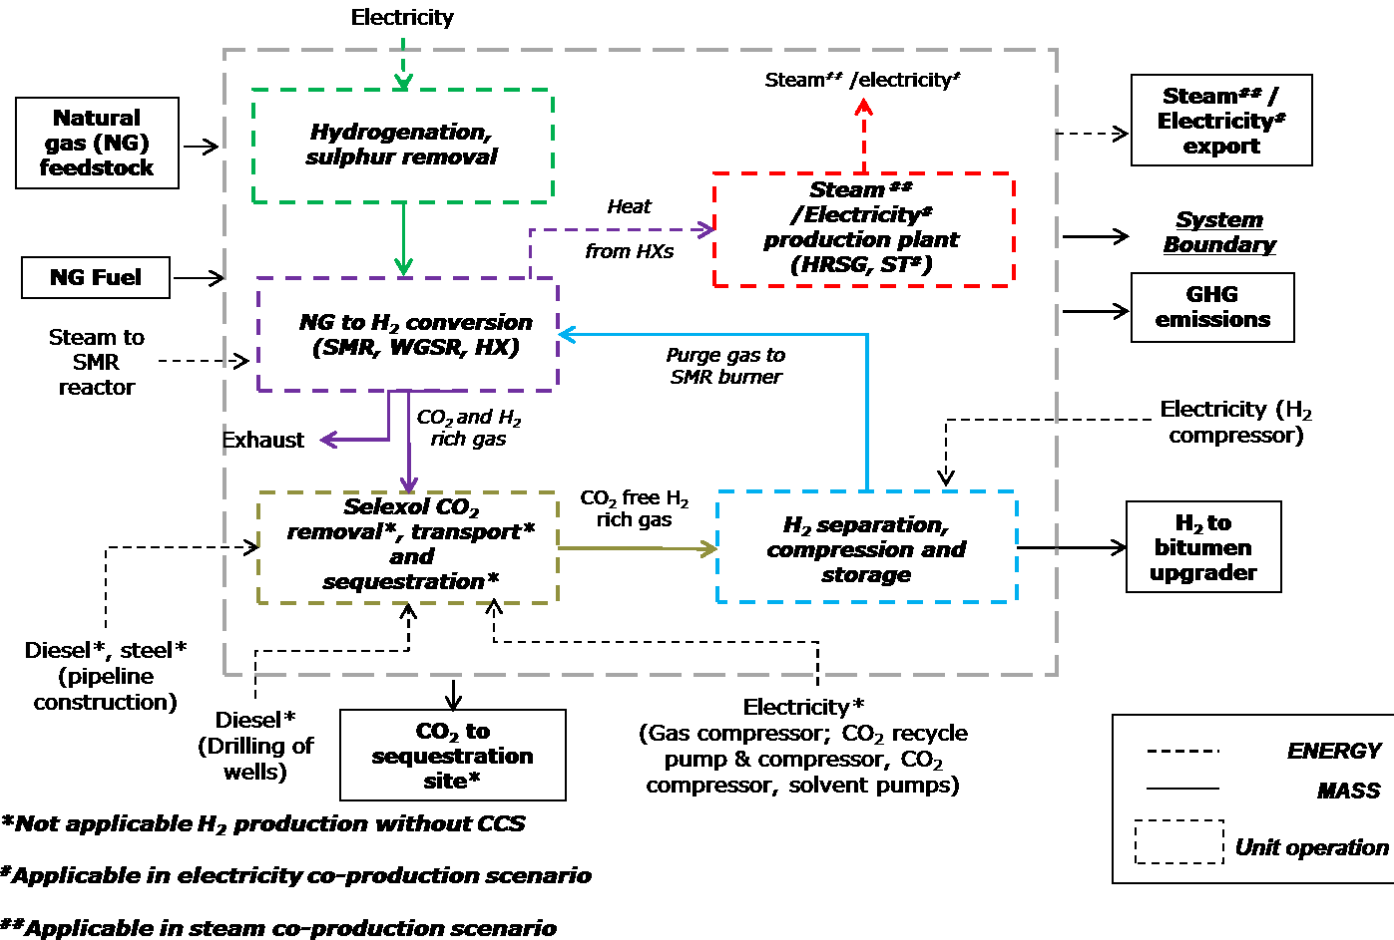 Electricity
Natural
gas (NG)
feedstock
Hydrogenation,
sulphur removal
Steam## /electricity#
Steam## /
Electricity#
export
Steam##
/Electricity#
production plant
(HRSG, ST#)
Heat
from HXs
System
Boundary
NG Fuel
GHG
emissions
NG to H2 conversion
(SMR, WGSR, HX)
Steam to
SMR
reactor
Purge gas to
SMR burner
CO2 and H2
rich gas
Exhaust
Electricity (H2
compressor)
Selexol CO2
removal*, transport*
and
sequestration*
CO2 free H2
rich gas
H2 separation,
compression and
storage
H2 to
bitumen
upgrader
Diesel*, steel*
(pipeline
construction)
Diesel*
(Drilling of
wells)
CO2 to
sequestration
site*
Electricity*
(Gas compressor; CO2 recycle
pump & compressor, CO2
compressor, solvent pumps)
ENERGY
MASS
Unit operation
*Not applicable H2 production without CCS
#Applicable in electricity co-production scenario
##Applicable in steam co-production scenario